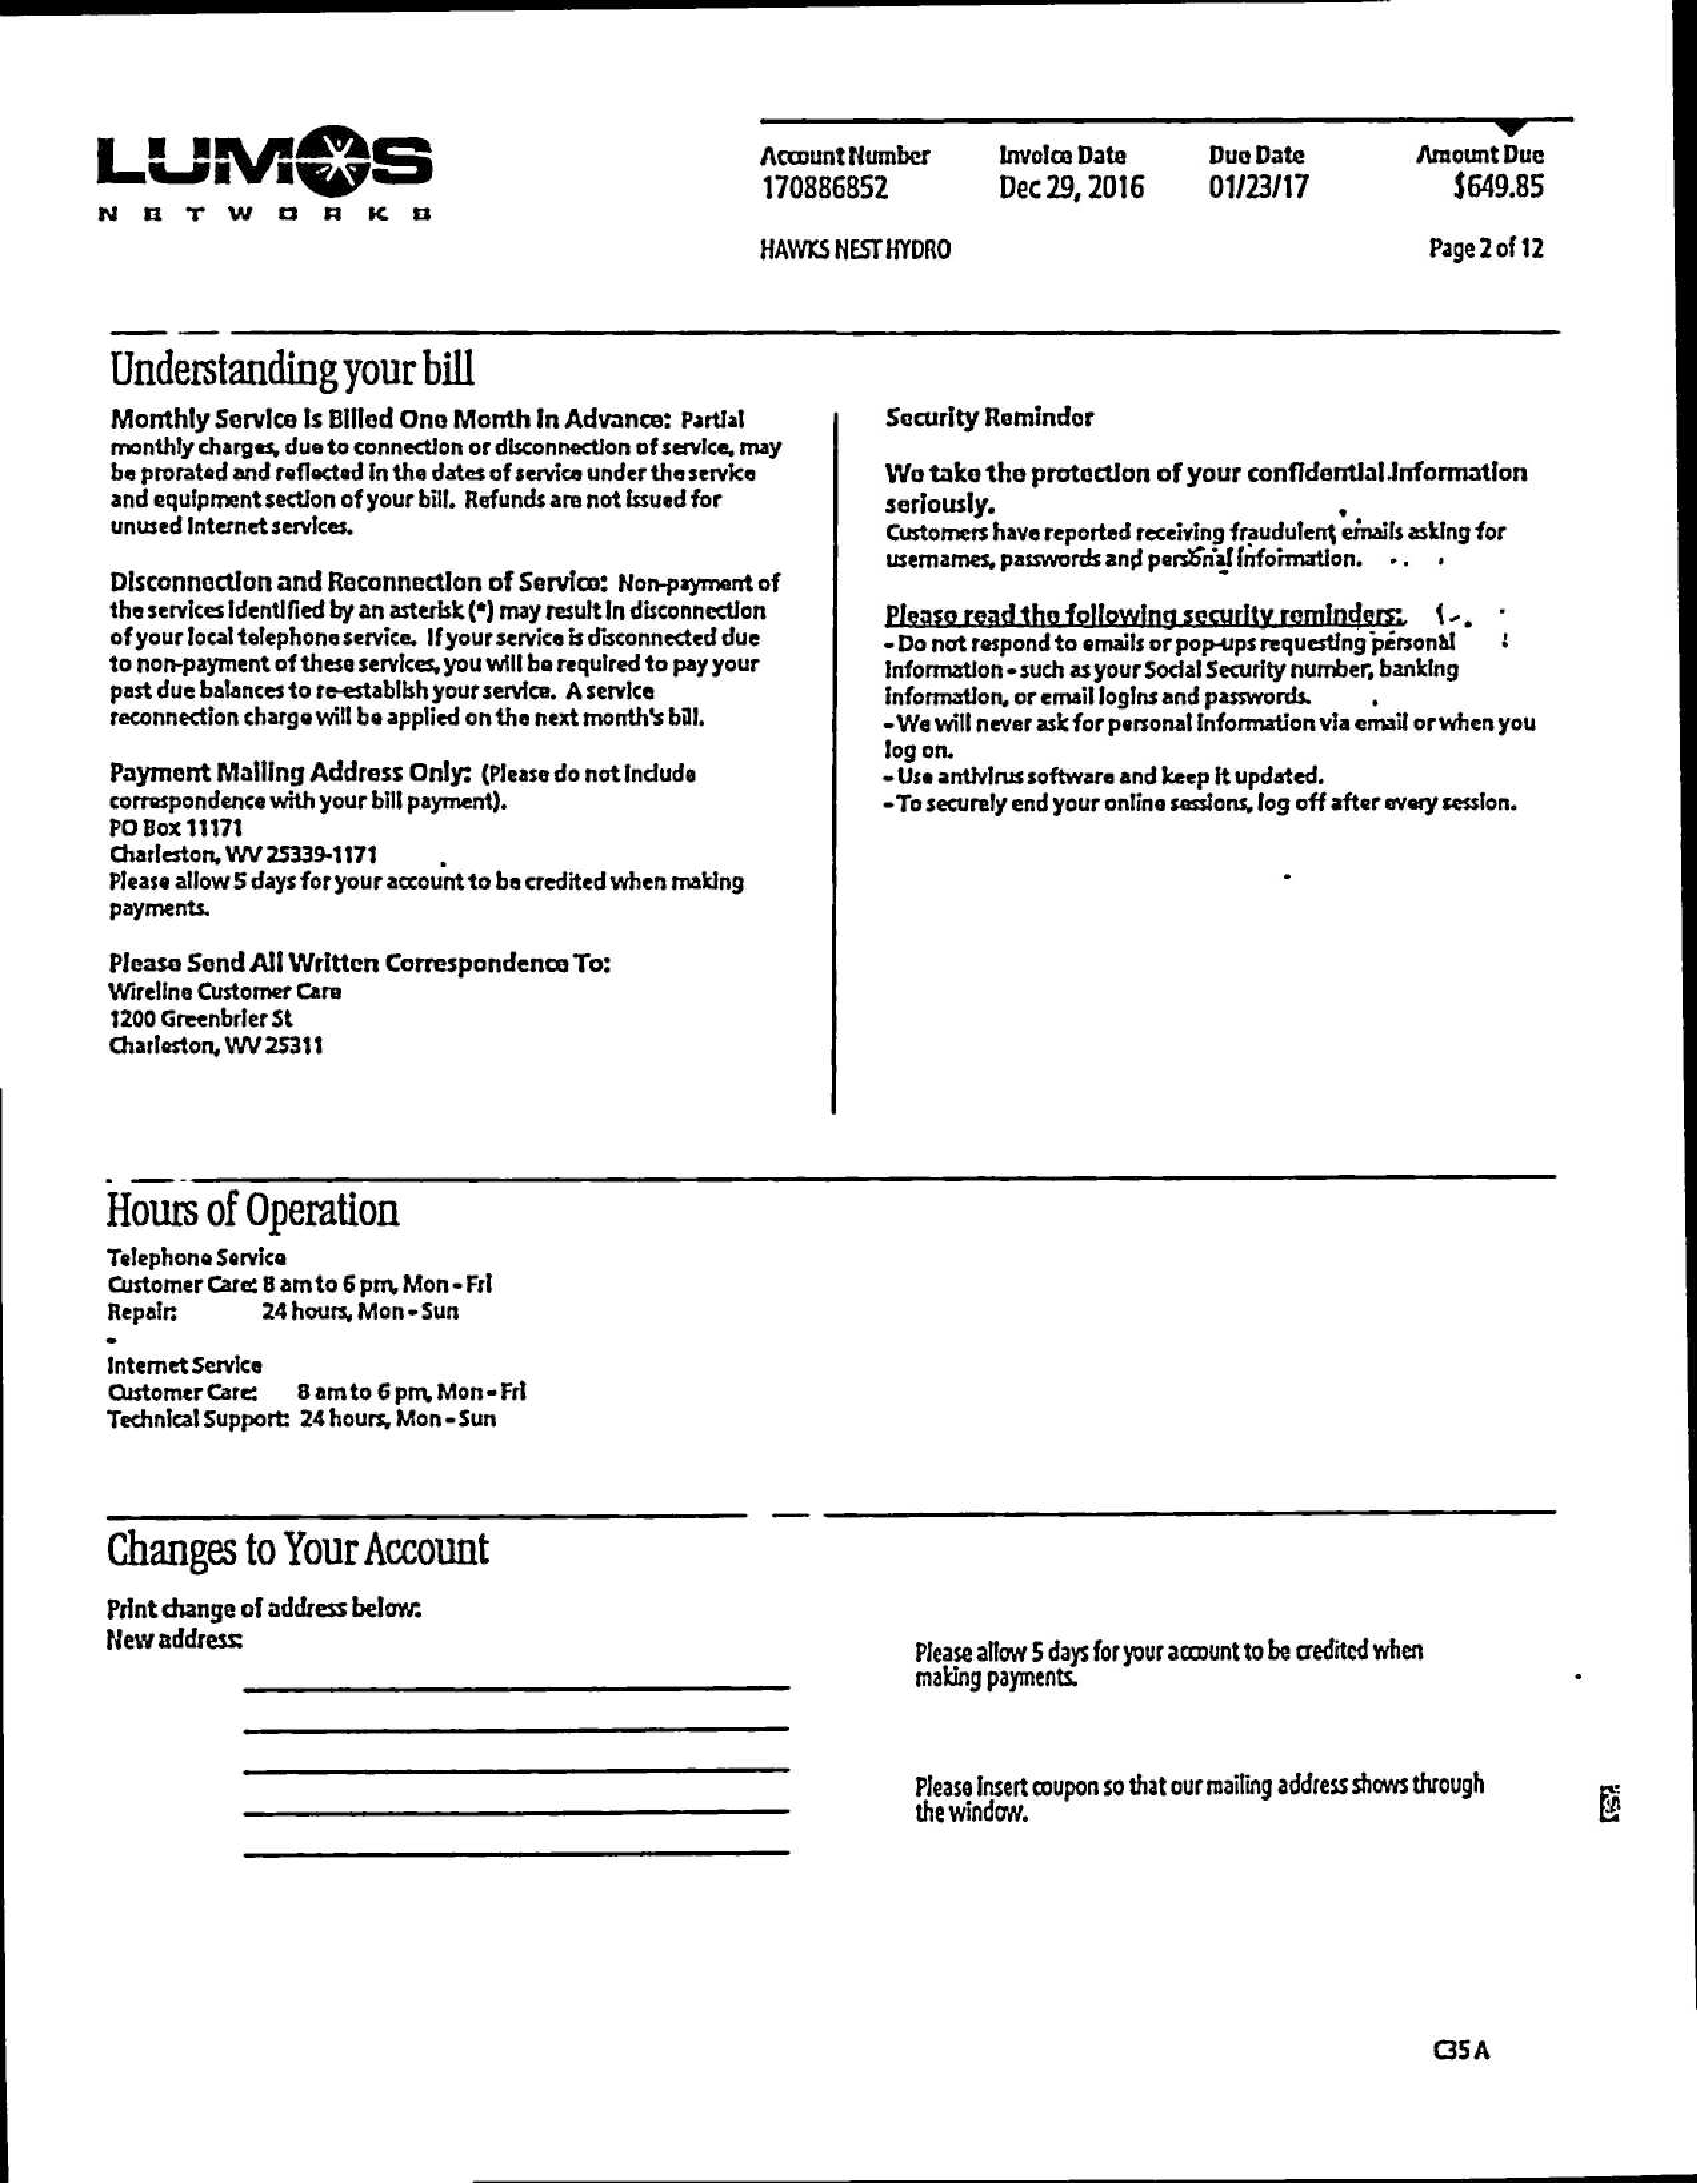 LUMOS
NETWORKS
Account Number Invoice Date Due Date Amount Due
170886852 Dec 29, 2016 01/23/17 $649.85
HAWKS NEST HYDRO Page 2 of 12
Understanding your bill
Monthly Service Is Billed One Month In Advance: Partial
monthly charges, due to connection or disconnection of service, may
be prorated and reflected in the dates of service under the service
and equipment section of your bill. Refunds are not issued for
unused Internet services.
Disconnection and Reconnection of Service: Non-payment of
the services identified by an asterisk (*) may result in disconnection
of your local telephone service. If your service is disconnected due
to non-payment of these services, you will be required to pay your
past due balances to re-establish your service. A service
reconnection charge will be applied on the next month's bill.
Payment Mailing Address Only: (Please do not include
correspondence with your bill payment).
PO Box 11171
Charleston, WV 25339-1171
Please allow 5 days for your account to be credited when making
payments.
Please Send All Written Correspondence To:
Wireline Customer Care
1200 Greenbrier St
Charleston, WV 25311
Security Reminder
We take the protection of your confidential information
seriously.
Customers have reported receiving fraudulent emails asking for
usernames, passwords and personal information.
Please read the following security reminders:
- Do not respond to emails or pop-ups requesting personal
information - such as your Social Security number, banking
information, or email logins and passwords.
- We will never ask for personal information via email or when you
log on.
- Use antivirus software and keep it updated.
- To securely end your online sessions, log off after every session.
Hours of Operation
Telephone Service
Customer Care: 8 am to 6 pm, Mon - Fri
Repair: 24 hours, Mon - Sun
Internet Service
Customer Care: 8 am to 6 pm, Mon - Fri
Technical Support: 24 hours, Mon - Sun
Changes to Your Account
Print change of address below:
New address:
Please allow 5 days for your account to be credited when
making payments.
Please insert coupon so that our mailing address shows through
the window.
C35 A